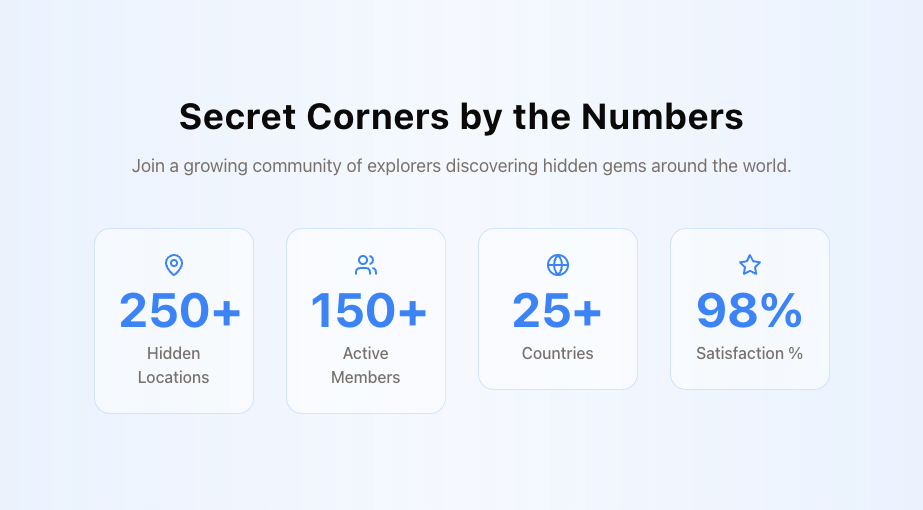 Secret Corners by the Numbers
Join a growing community of explorers discovering hidden gems around the world.
250+
Hidden
Locations
150+
Active
Members
25+
Countries
98%
Satisfaction %